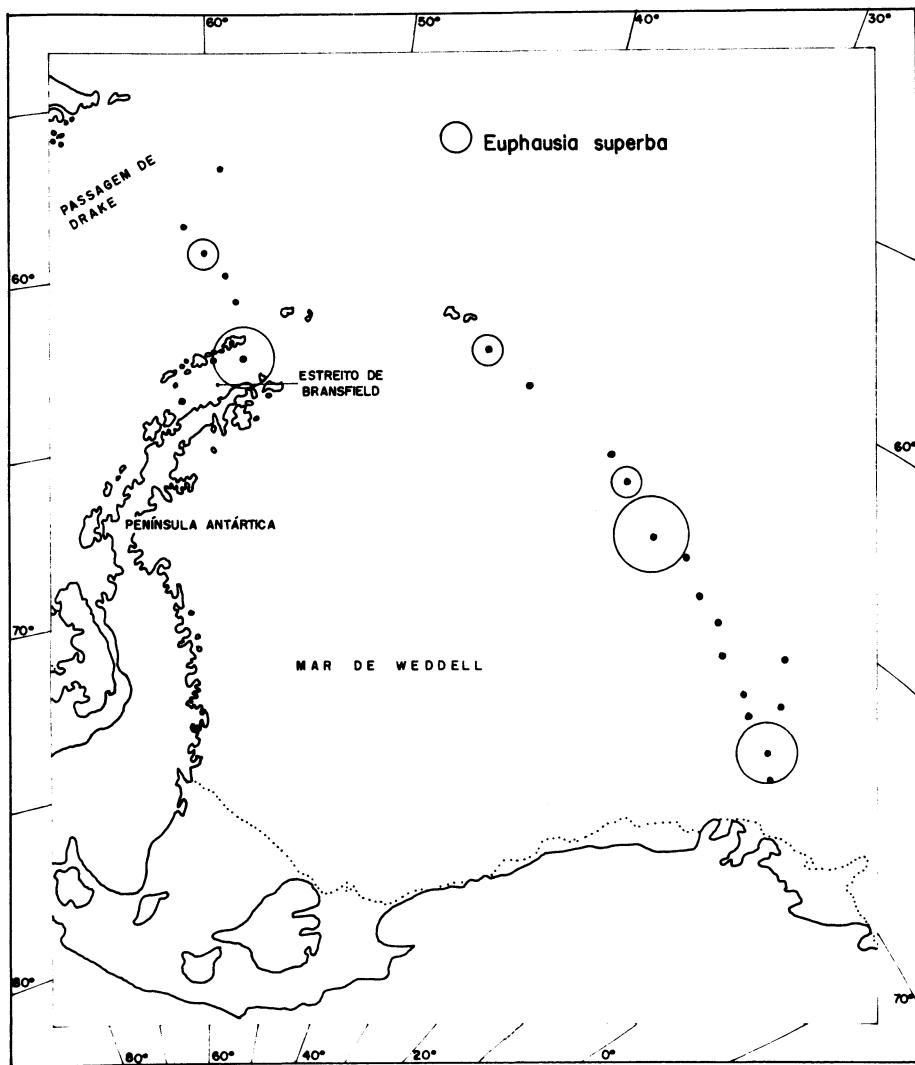 60° 50° 40° 30°
Euphausia superba
PASSAGEM DE
DRAKE
60°
ESTREITO DE
BRANSFIELD
60°
PENÍNSULA ANTÁRTICA
70°
MAR DE WEDDELL
80°
70°
80° 60° 40° 20° 0°